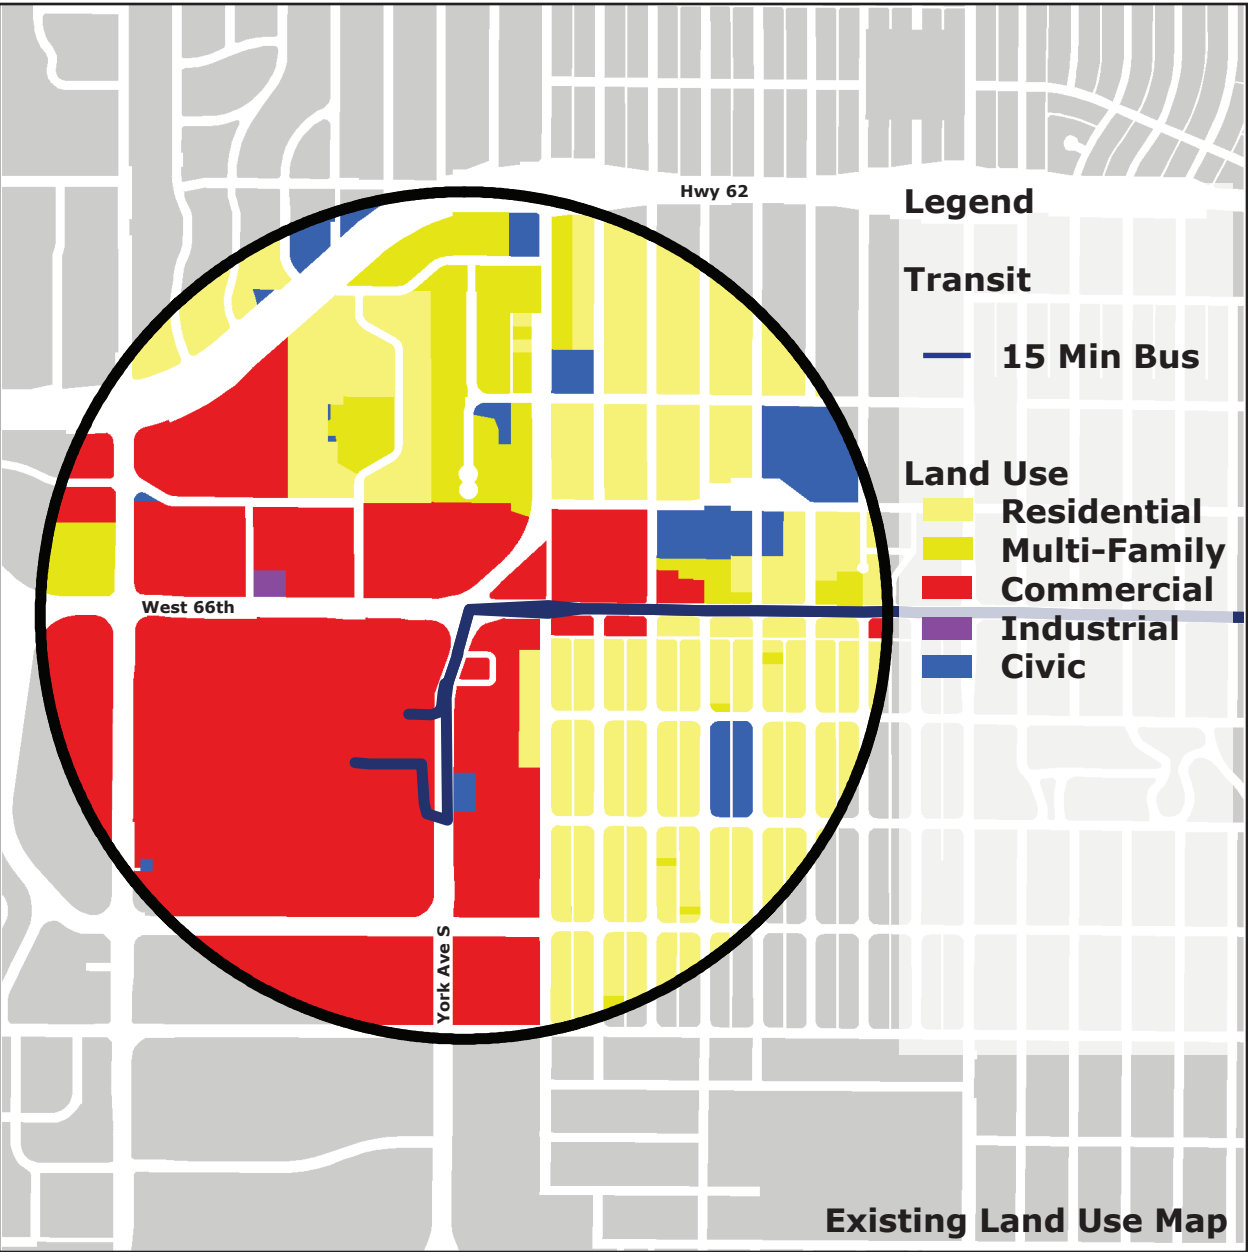 Hwy 62
Legend
Transit
15 Min Bus
Land Use
Residential
Multi-Family
Commercial
Industrial
Civic
West 66th
York Ave S
Existing Land Use Map